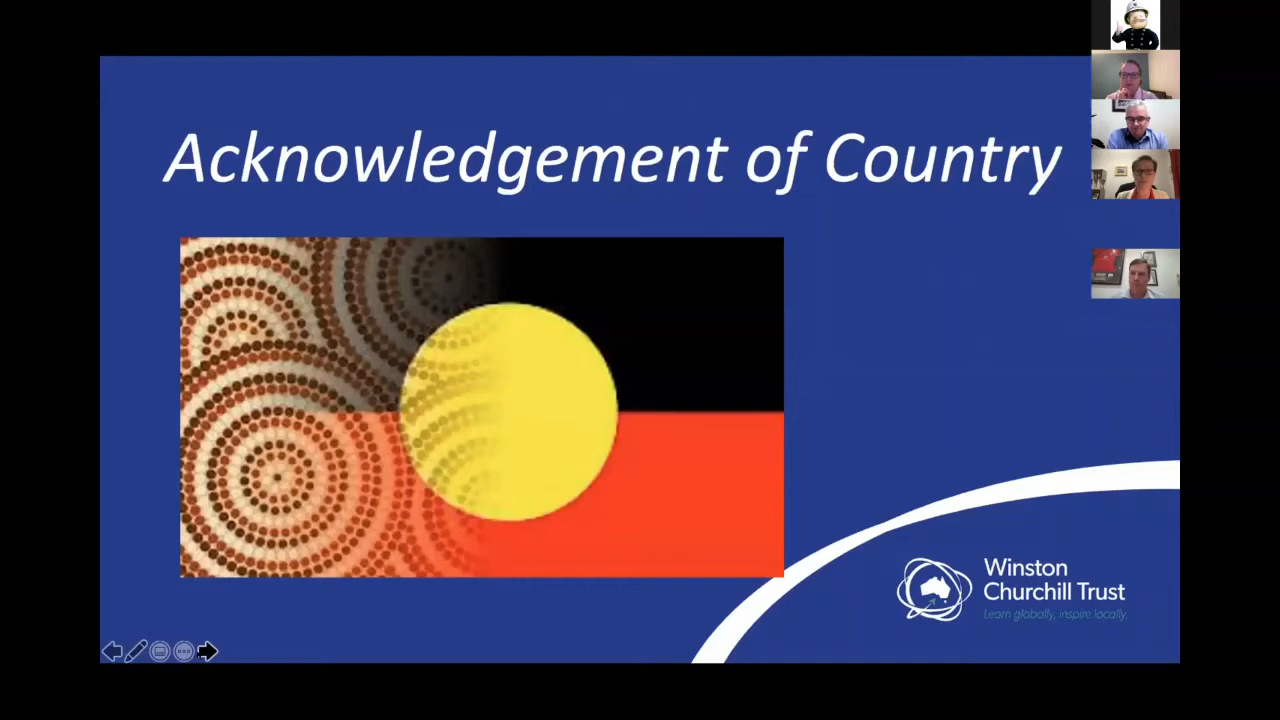 Acknowledgement of Country
Winston
Churchill Trust
Learn globally, inspire locally.